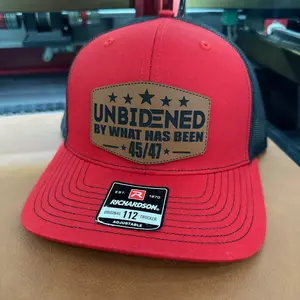 UNBIDENED
BY WHAT HAS BEEN
45/47
EST. R 1970
RICHARDSON
ORIGINAL 112 TRUCKER
ADJUSTABLE